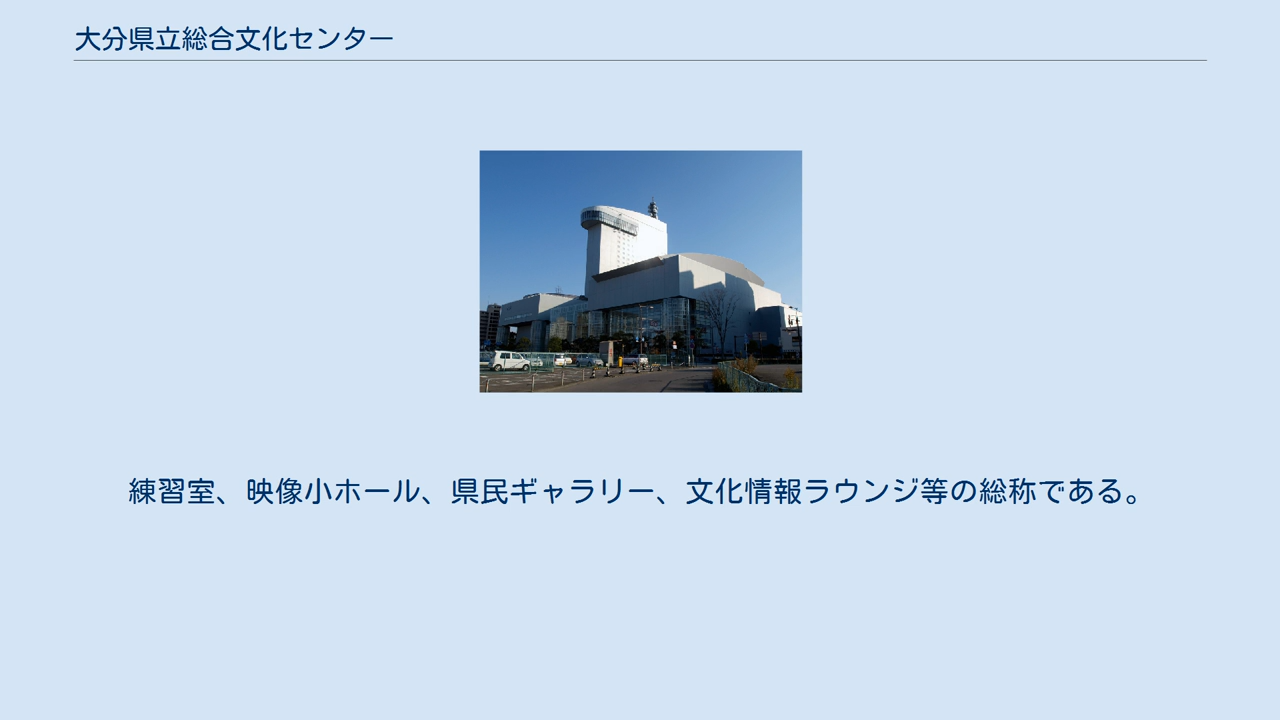 大分県立総合文化センター
練習室、映像小ホール、県民ギャラリー、文化情報ラウンジ等の総称である。